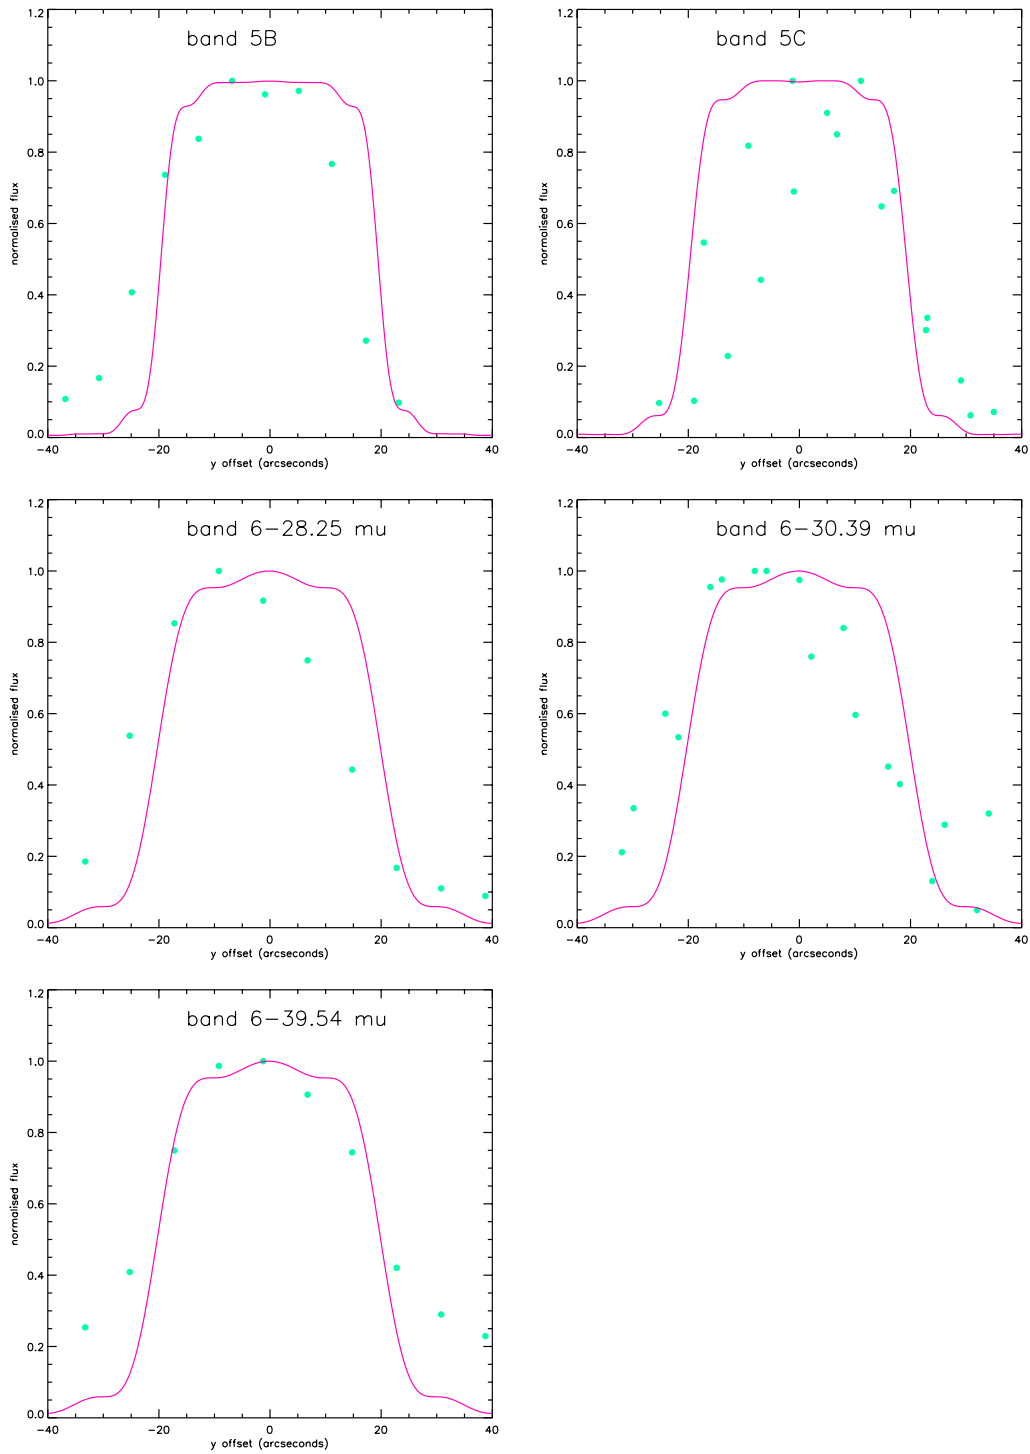 band 5B
1.2
1.0
0.8
0.6
0.4
0.2
0.0
normalised flux
−40 −20 0 20 40
y offset (arcseconds)
band 5C
1.2
1.0
0.8
0.6
0.4
0.2
0.0
normalised flux
−40 −20 0 20 40
y offset (arcseconds)
band 6−28.25 mu
1.2
1.0
0.8
0.6
0.4
0.2
0.0
normalised flux
−40 −20 0 20 40
y offset (arcseconds)
band 6−30.39 mu
1.2
1.0
0.8
0.6
0.4
0.2
0.0
normalised flux
−40 −20 0 20 40
y offset (arcseconds)
band 6−39.54 mu
1.2
1.0
0.8
0.6
0.4
0.2
0.0
normalised flux
−40 −20 0 20 40
y offset (arcseconds)